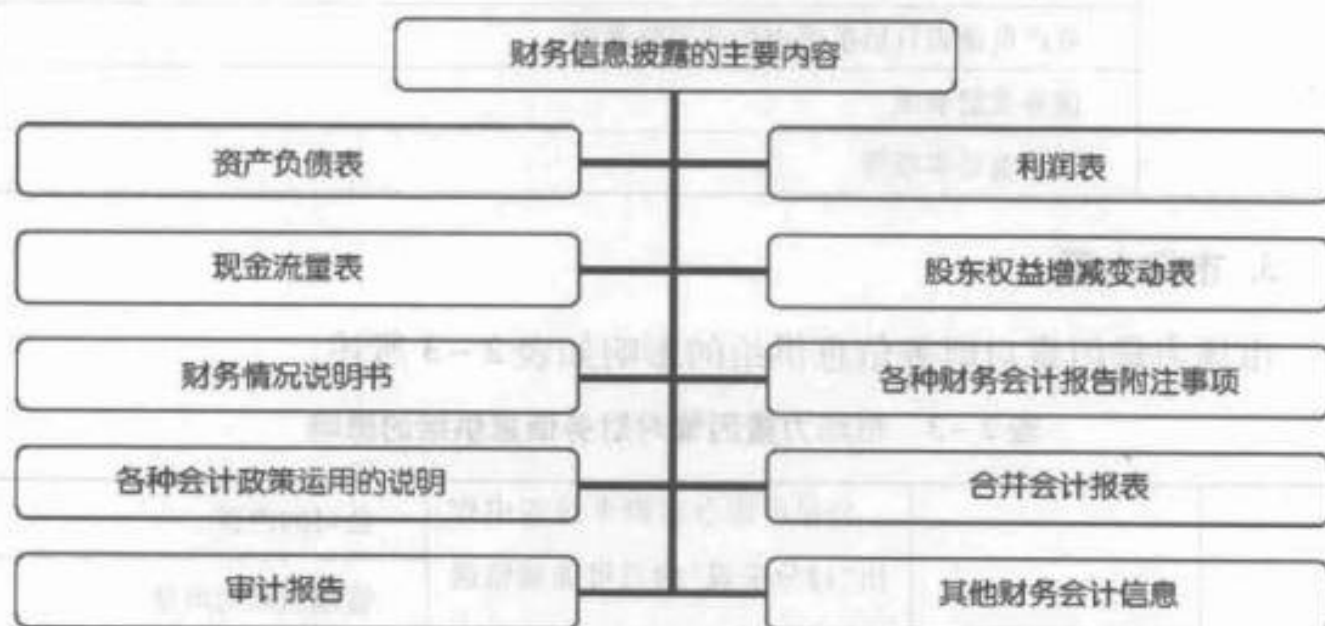 财务信息披露的主要内容
资产负债表
利润表
现金流量表
股东权益增减变动表
财务情况说明书
各种财务会计报告附注事项
各种会计政策运用的说明
合并会计报表
审计报告
其他财务会计信息